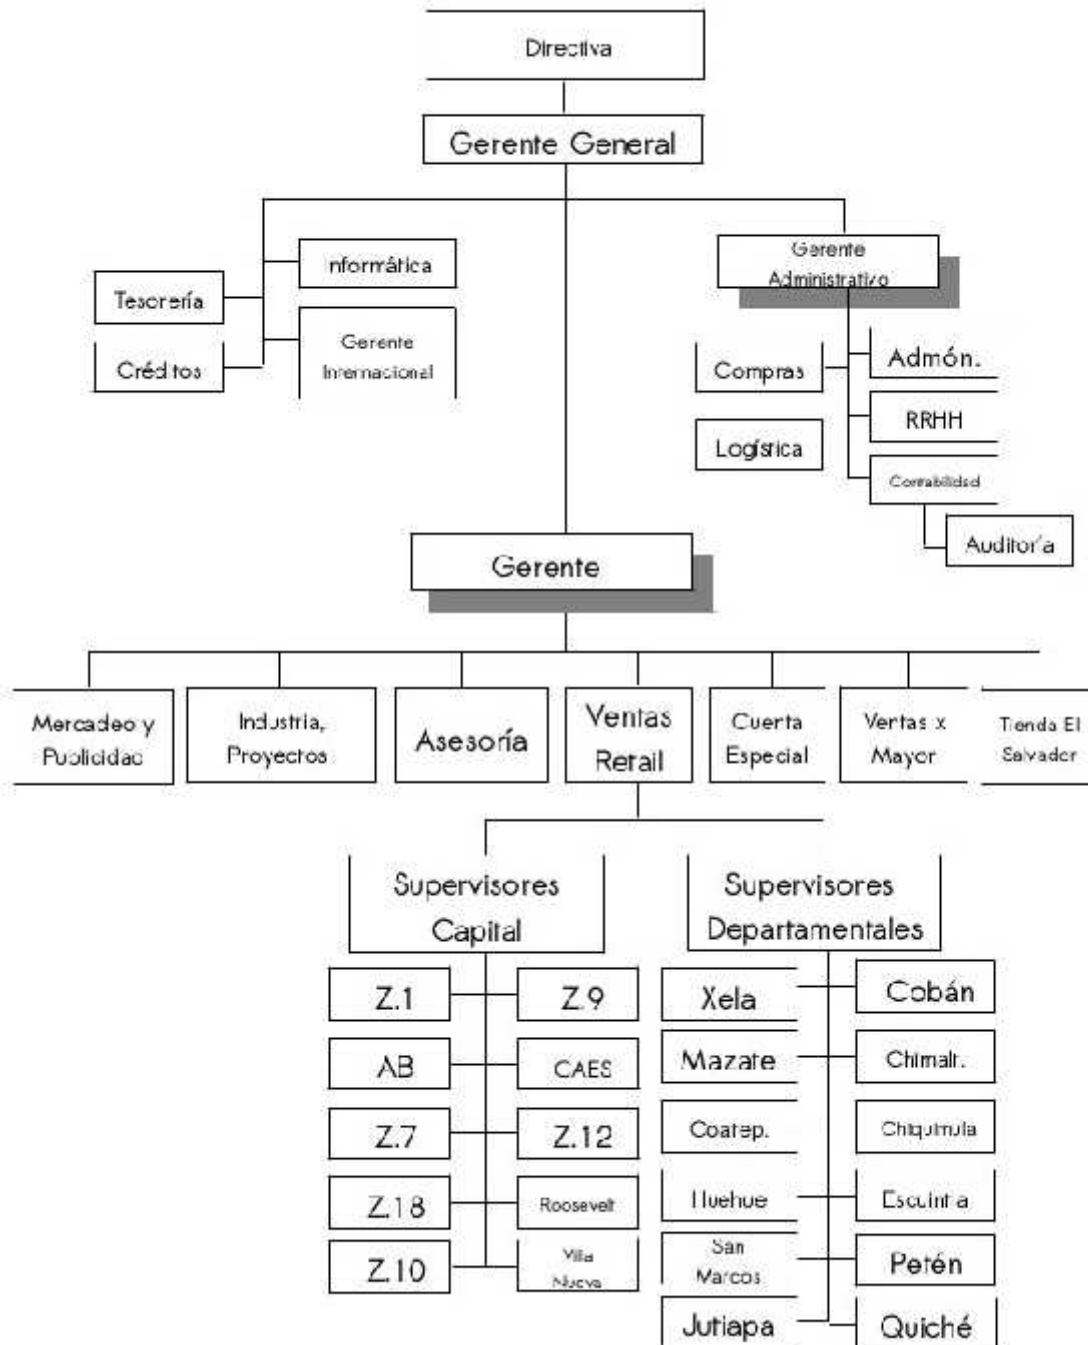 Directiva
Gerente General
Informática
Tesorería
Gerente
Internacional
Créditos
Gerente
Administrativo
Compras
Admón.
RRHH
Logística
Contabilidad
Auditoría
Gerente
Mercadeo y
Publicidad
Industria,
Proyectos
Asesoría
Ventas
Retail
Cuenta
Especial
Ventas x
Mayor
Tienda El
Salvador
Supervisores
Capital
Supervisores
Departamentales
Z.1
Z.9
AB
CAES
Z.7
Z.12
Z.18
Roosevelt
Z.10
Villa
Nueva
Xela
Cobán
Mazate
Chimalt.
Coatep.
Chiquimula
Huehue
Escuintla
San
Marcos
Petén
Jutiapa
Quiché